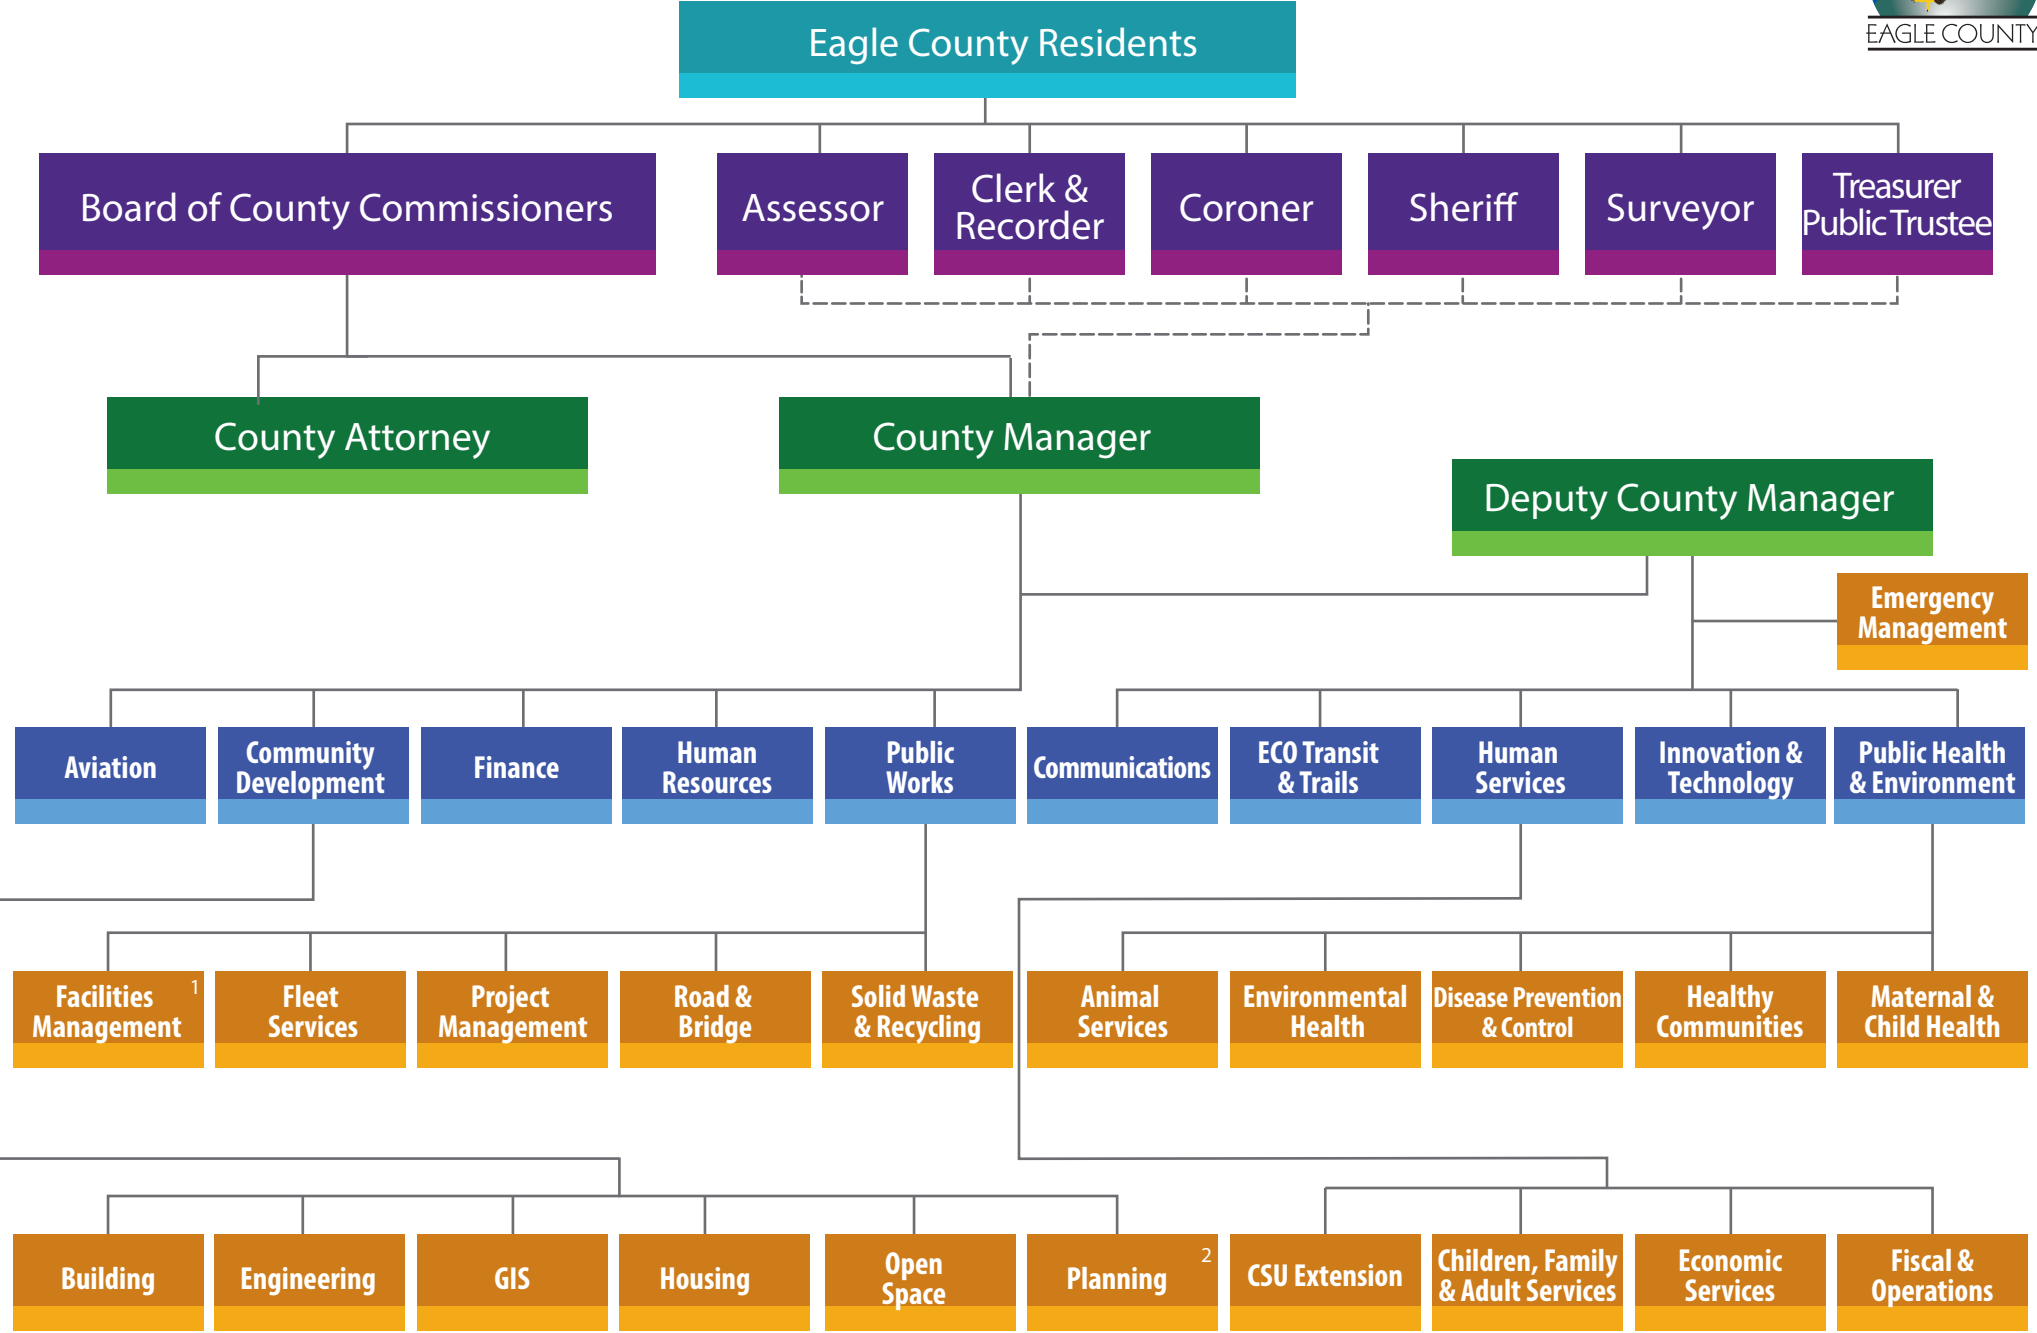 Eagle County Residents
EAGLE COUNTY
Board of County Commissioners
Assessor
Clerk &
Recorder
Coroner
Sheriff
Surveyor
Treasurer
Public Trustee
County Attorney
County Manager
Deputy County Manager
Emergency
Management
Aviation
Community
Development
Finance
Human
Resources
Public
Works
Communications
ECO Transit
& Trails
Human
Services
Innovation &
Technology
Public Health
& Environment
Facilities 1
Management
Fleet
Services
Project
Management
Road &
Bridge
Solid Waste
& Recycling
Animal
Services
Environmental
Health
Disease Prevention
& Control
Healthy
Communities
Maternal &
Child Health
Building
Engineering
GIS
Housing
Open
Space
Planning 2
CSU Extension
Children, Family
& Adult Services
Economic
Services
Fiscal &
Operations